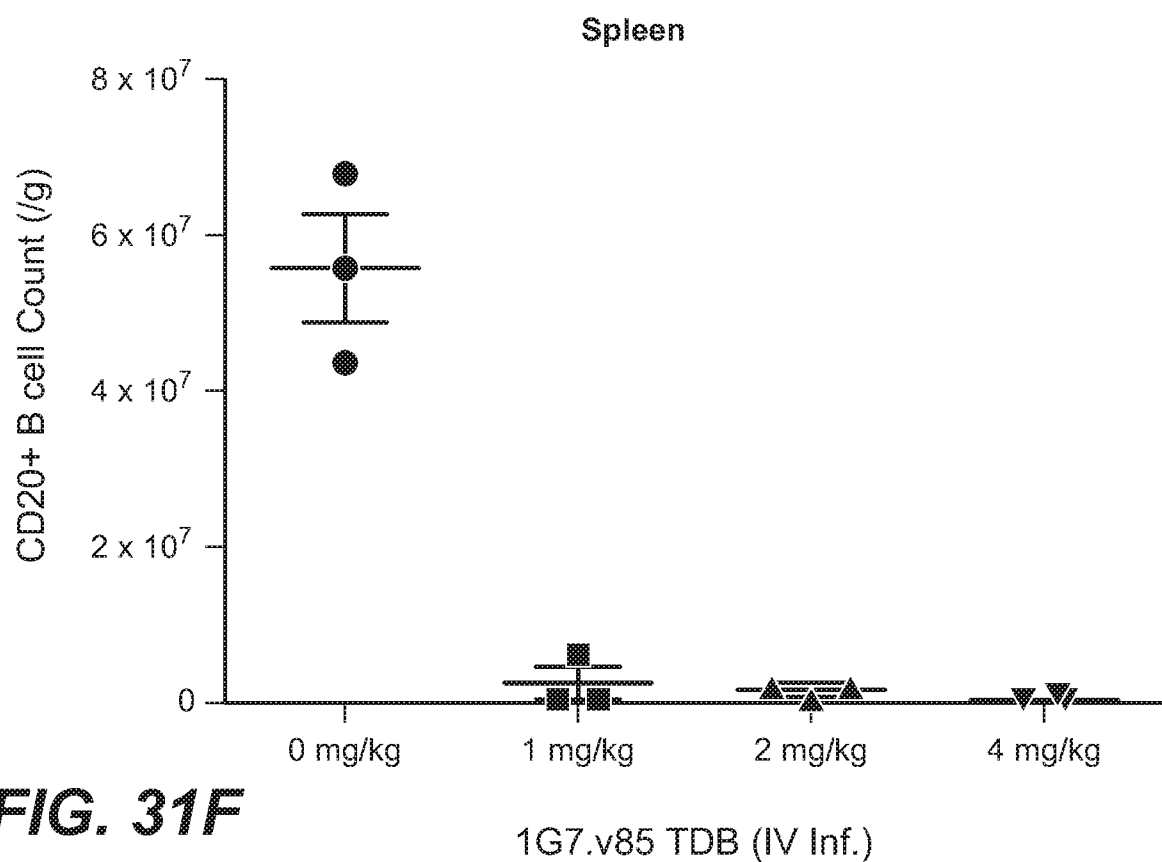 Spleen
CD20+ B cell Count (/g)
8 x 10⁷
6 x 10⁷
4 x 10⁷
2 x 10⁷
0
0 mg/kg 1 mg/kg 2 mg/kg 4 mg/kg
FIG. 31F
1G7.v85 TDB (IV Inf.)